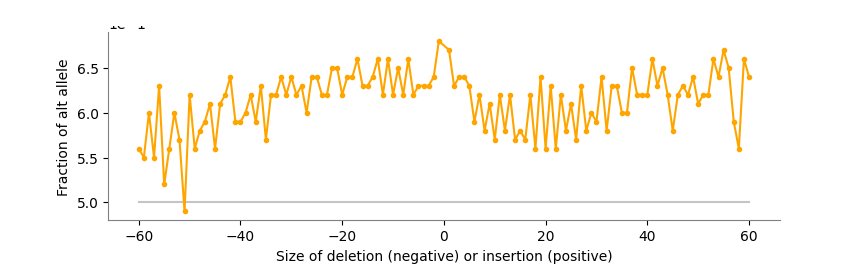 6.5
6.0
5.5
5.0
Fraction of alt allele
−60 −40 −20 0 20 40 60
Size of deletion (negative) or insertion (positive)